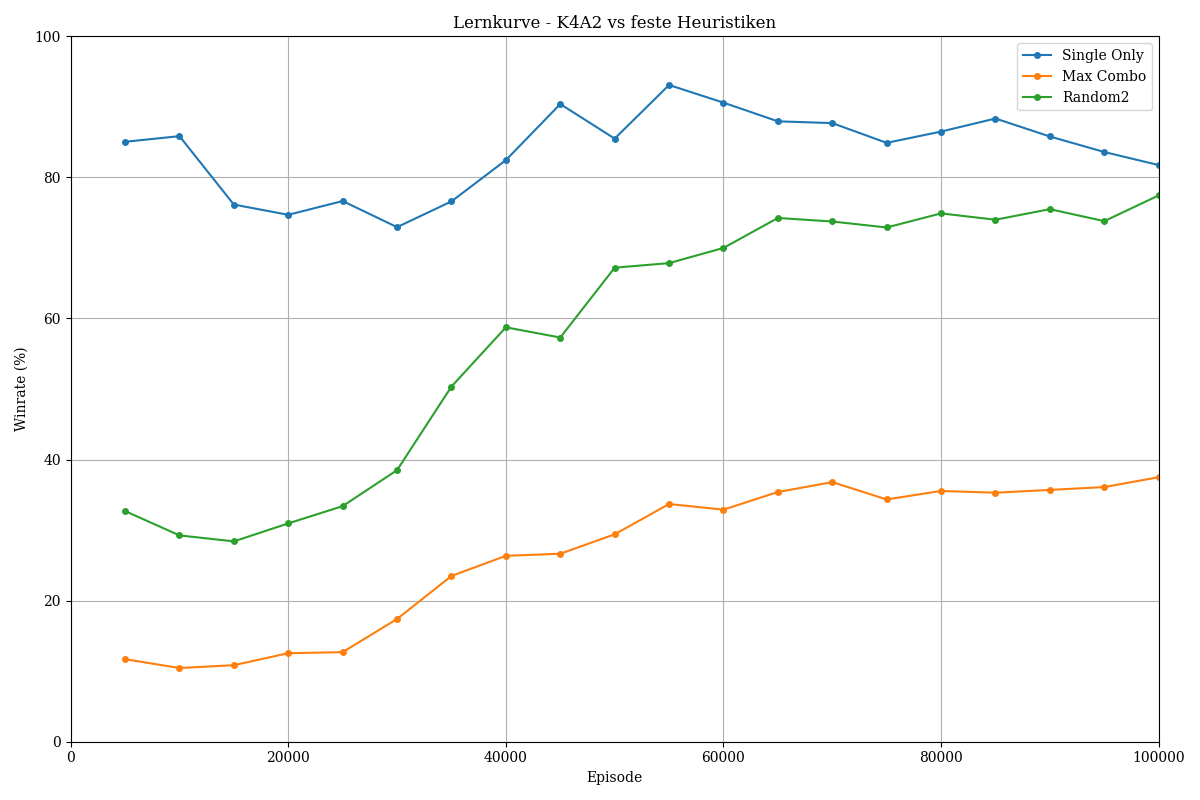 Lernkurve - K4A2 vs feste Heuristiken
100
80
60
40
20
0
Winrate (%)
Single Only
Max Combo
Random2
0 20000 40000 60000 80000 100000
Episode